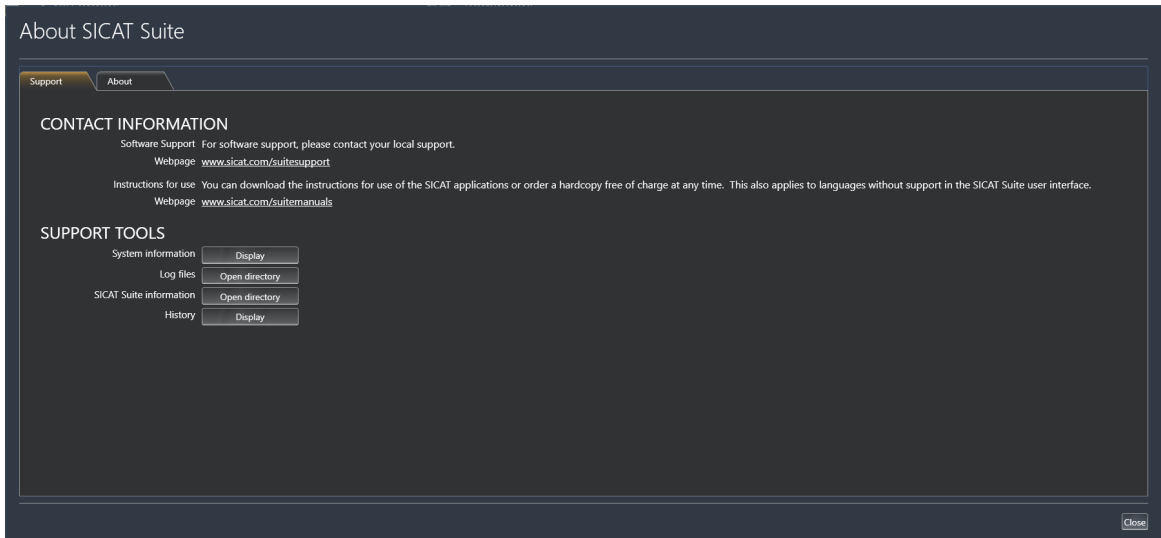 About SICAT Suite
Support About
CONTACT INFORMATION
Software Support For software support, please contact your local support.
Webpage www.sicat.com/suitesupport
Instructions for use You can download the instructions for use of the SICAT applications or order a hardcopy free of charge at any time. This also applies to languages without support in the SICAT Suite user interface.
Webpage www.sicat.com/suitemanuals
SUPPORT TOOLS
System information Display
Log files Open directory
SICAT Suite information Open directory
History Display
Close